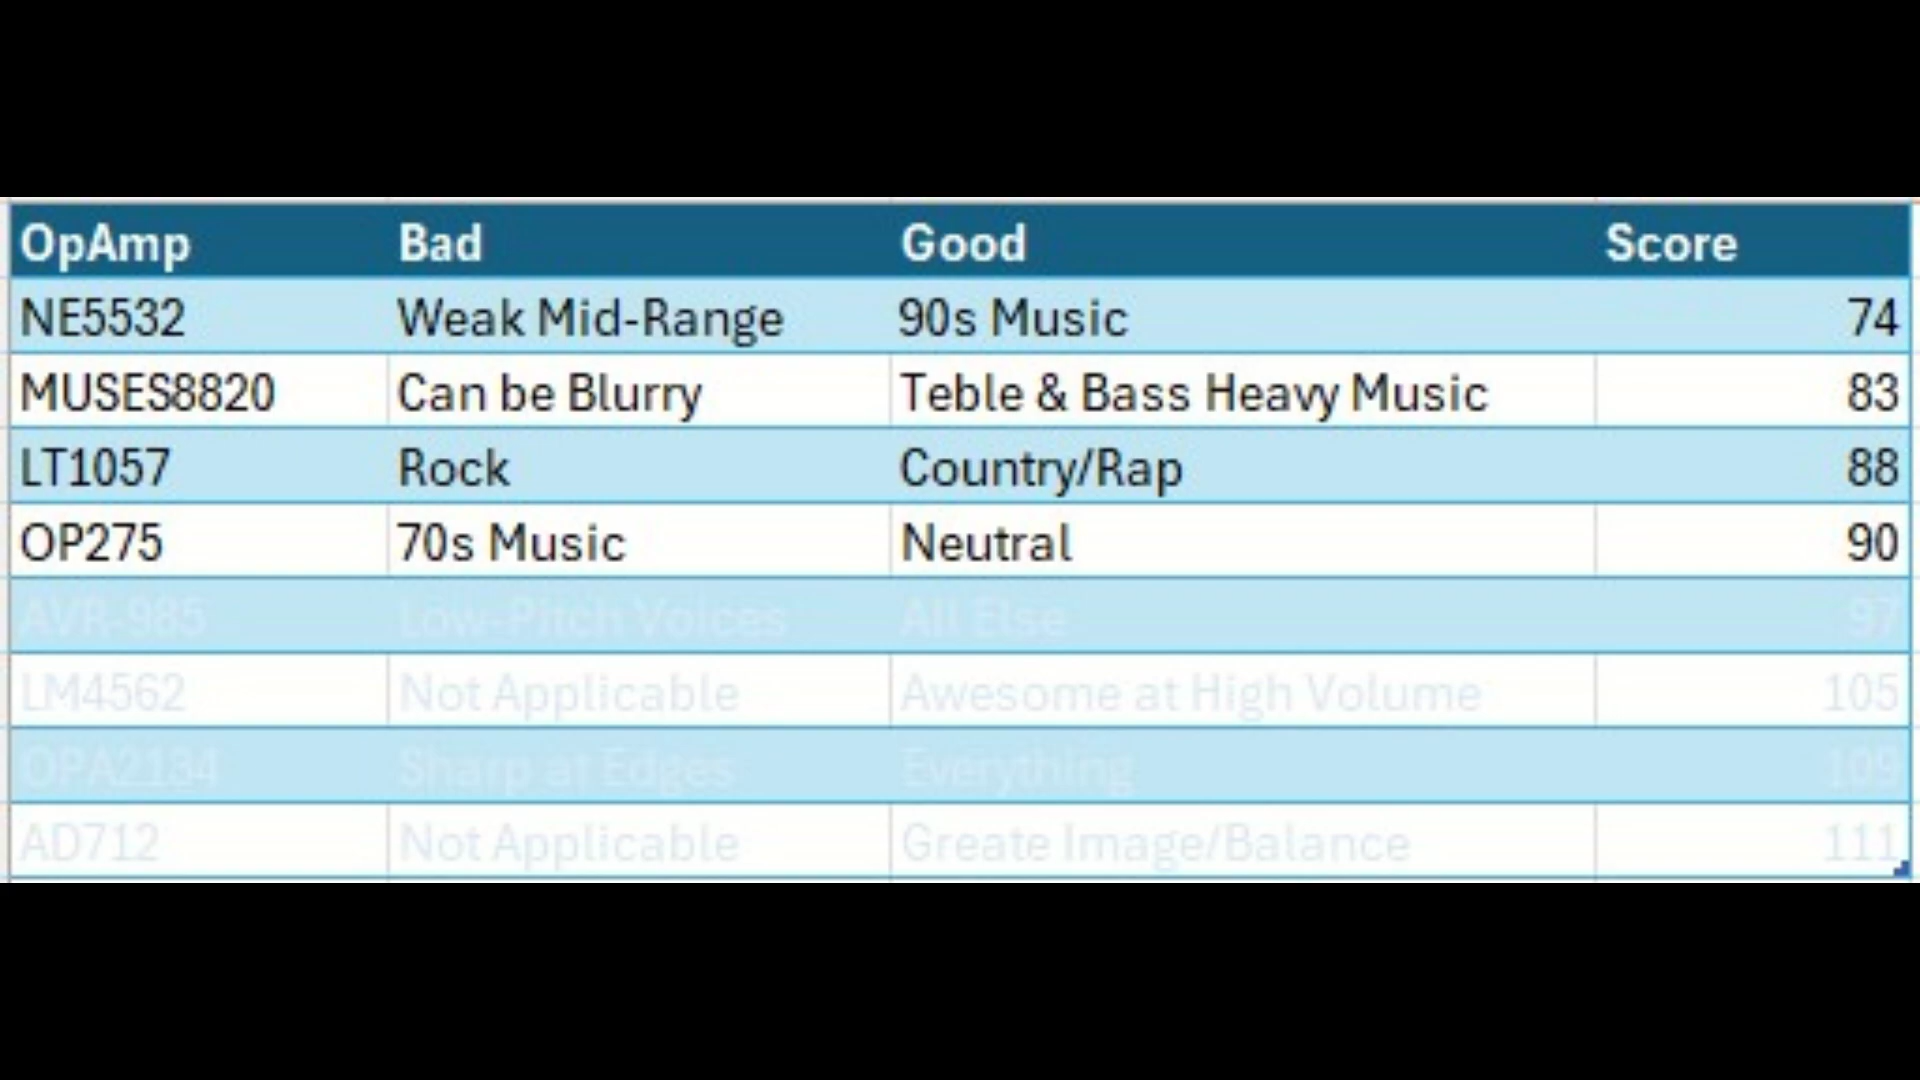 OpAmp Bad Good Score
NE5532 Weak Mid-Range 90s Music 74
MUSES8820 Can be Blurry Teble & Bass Heavy Music 83
LT1057 Rock Country/Rap 88
OP275 70s Music Neutral 90
AVR-985 Low-Pitch Voices All Else 97
LM4562 Not Applicable Awesome at High Volume 105
OPA2134 Sharp at Edges Everything 109
AD712 Not Applicable Greate Image/Balance 111